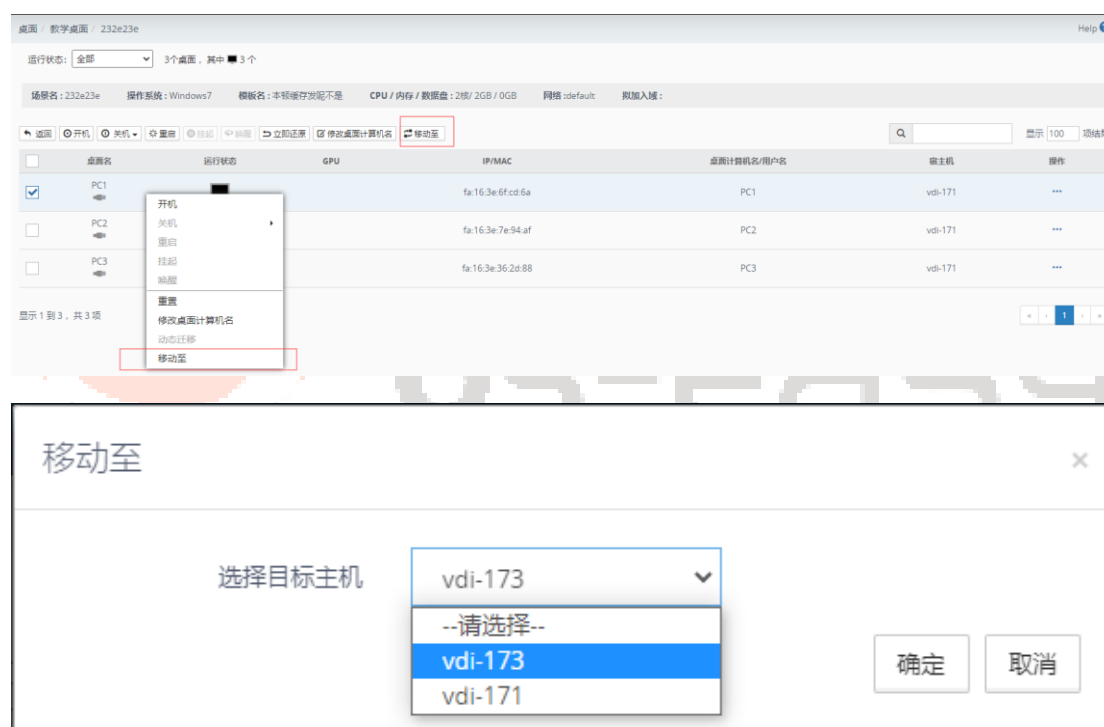 桌面 / 教学桌面 / 232e23e Help
运行状态: 全部 3个桌面，其中 3 个
场景名 : 232e23e 操作系统 : Windows7 模板名 : 本顿缓存发呢不是 CPU / 内存 / 数据盘 : 2核/ 2GB / 0GB 网络 :default 拟加入域 :
返回 开机 关机 重启 挂起 唤醒 立即还原 修改桌面计算机名 移动至 显示 100 项结
桌面名 运行状态 GPU IP/MAC 桌面计算机名/用户名 宿主机 操作
PC1 fa:16:3e:6f:cd:6a PC1 vdi-171 •••
PC2 fa:16:3e:7e:94:af PC2 vdi-171 •••
PC3 fa:16:3e:36:2d:88 PC3 vdi-171 •••
开机
关机
重启
挂起
唤醒
重置
修改桌面计算机名
动态迁移
移动至
显示 1 到 3 , 共 3 项 « ‹ 1 › »
移动至 ×
选择目标主机 vdi-173
--请选择--
vdi-173
vdi-171
确定 取消